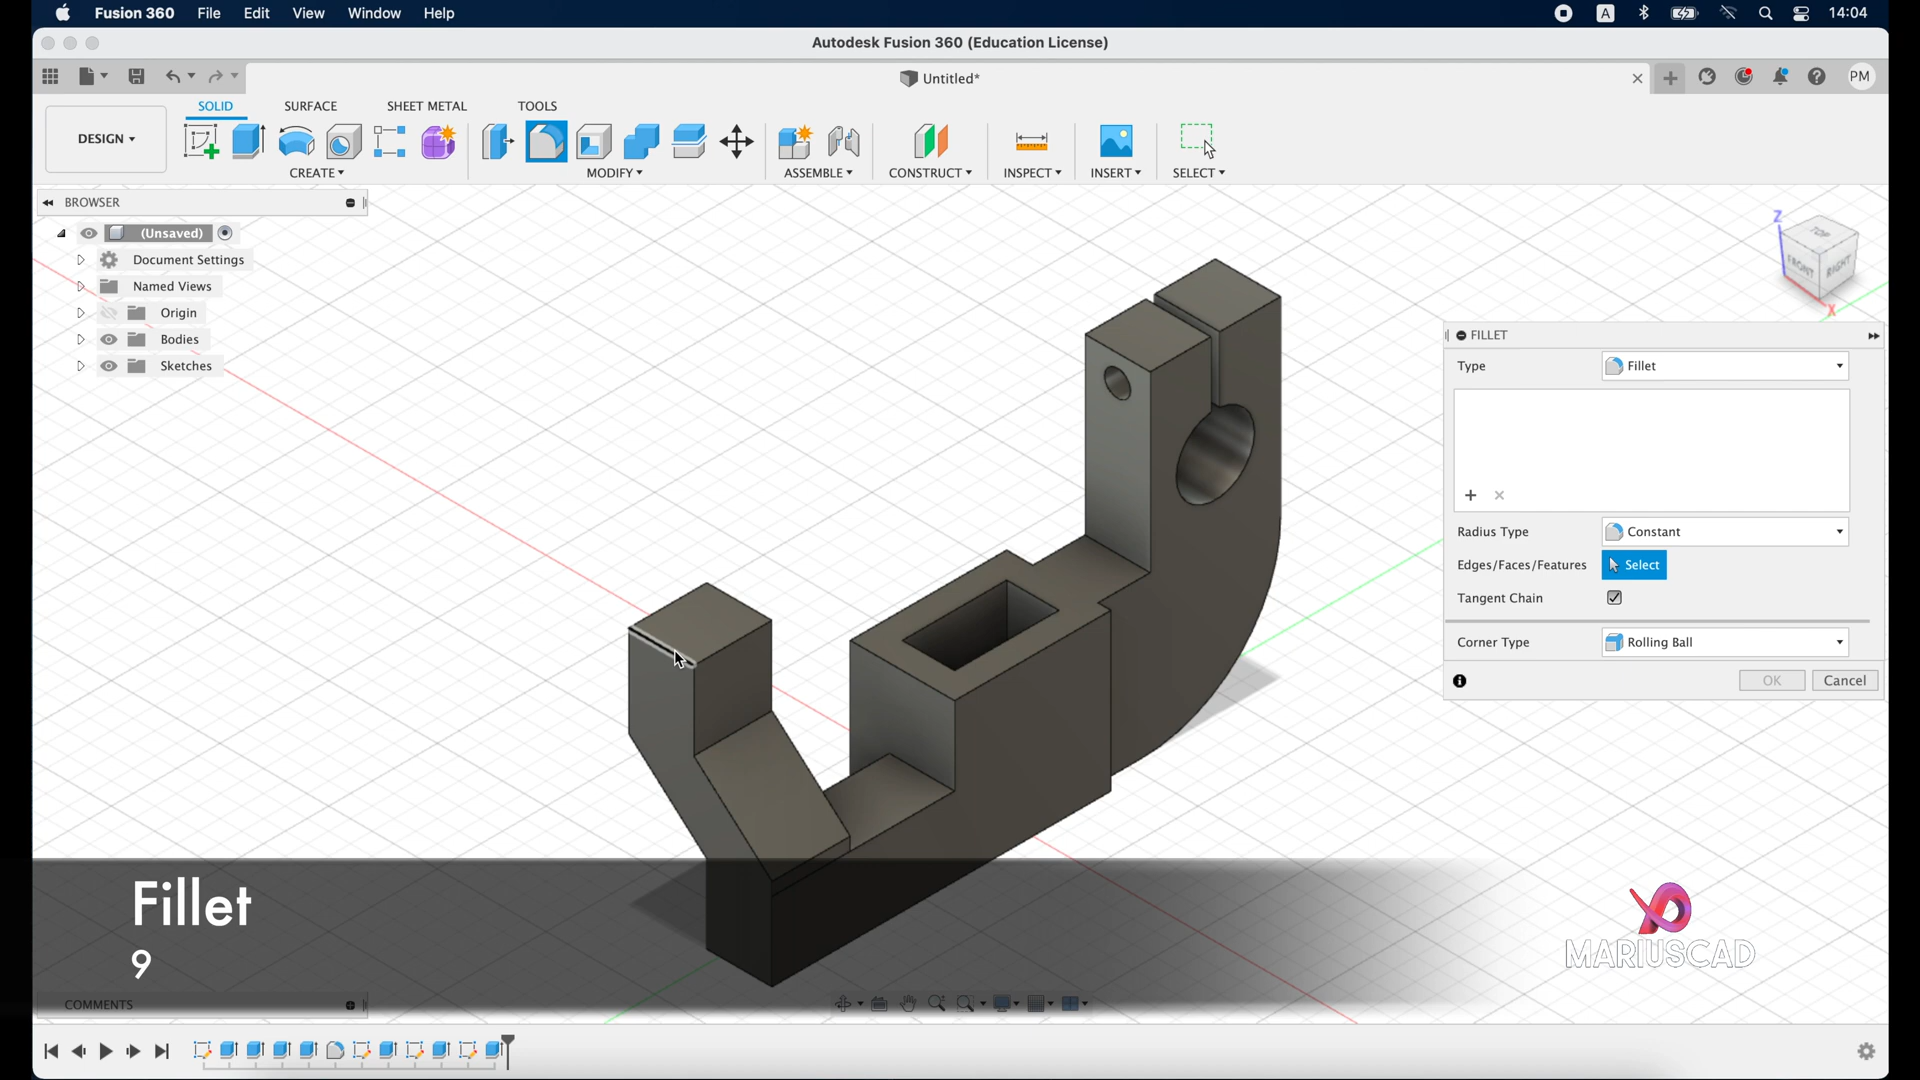 Fusion 360 File Edit View Window Help A 14:04
Autodesk Fusion 360 (Education License)
Untitled* PM
SOLID SURFACE SHEET METAL TOOLS
DESIGN
CREATE MODIFY ASSEMBLE CONSTRUCT INSPECT INSERT SELECT
BROWSER
(Unsaved)
Document Settings
Named Views
Origin
Bodies
Sketches
Z
TOP
FRONT RIGHT
X
FILLET
Type Fillet
Radius Type Constant
Edges/Faces/Features Select
Tangent Chain
Corner Type Rolling Ball
OK Cancel
Fillet
9
MARIUSCAD
COMMENTS